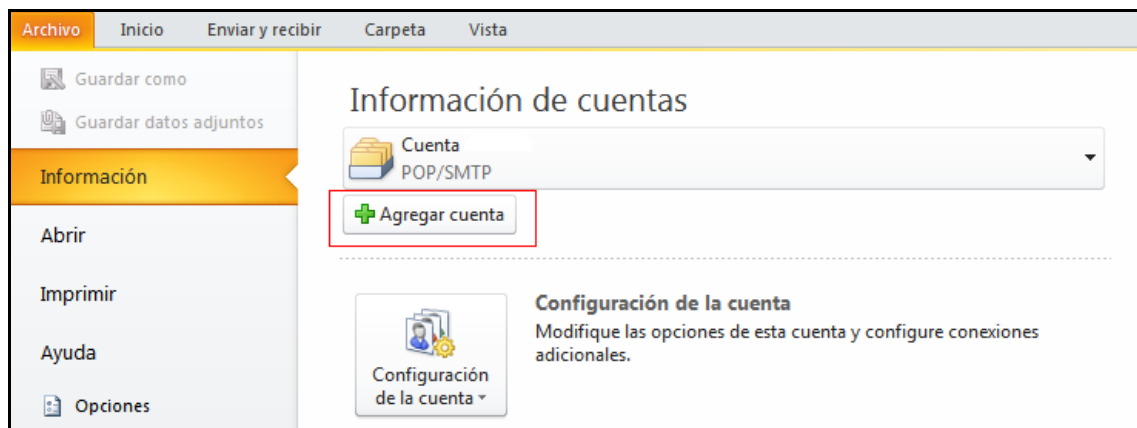 Archivo Inicio Enviar y recibir Carpeta Vista
Guardar como
Guardar datos adjuntos
Información
Abrir
Imprimir
Ayuda
Opciones
Información de cuentas
Cuenta
POP/SMTP
Agregar cuenta
Configuración
de la cuenta
Configuración de la cuenta
Modifique las opciones de esta cuenta y configure conexiones
adicionales.